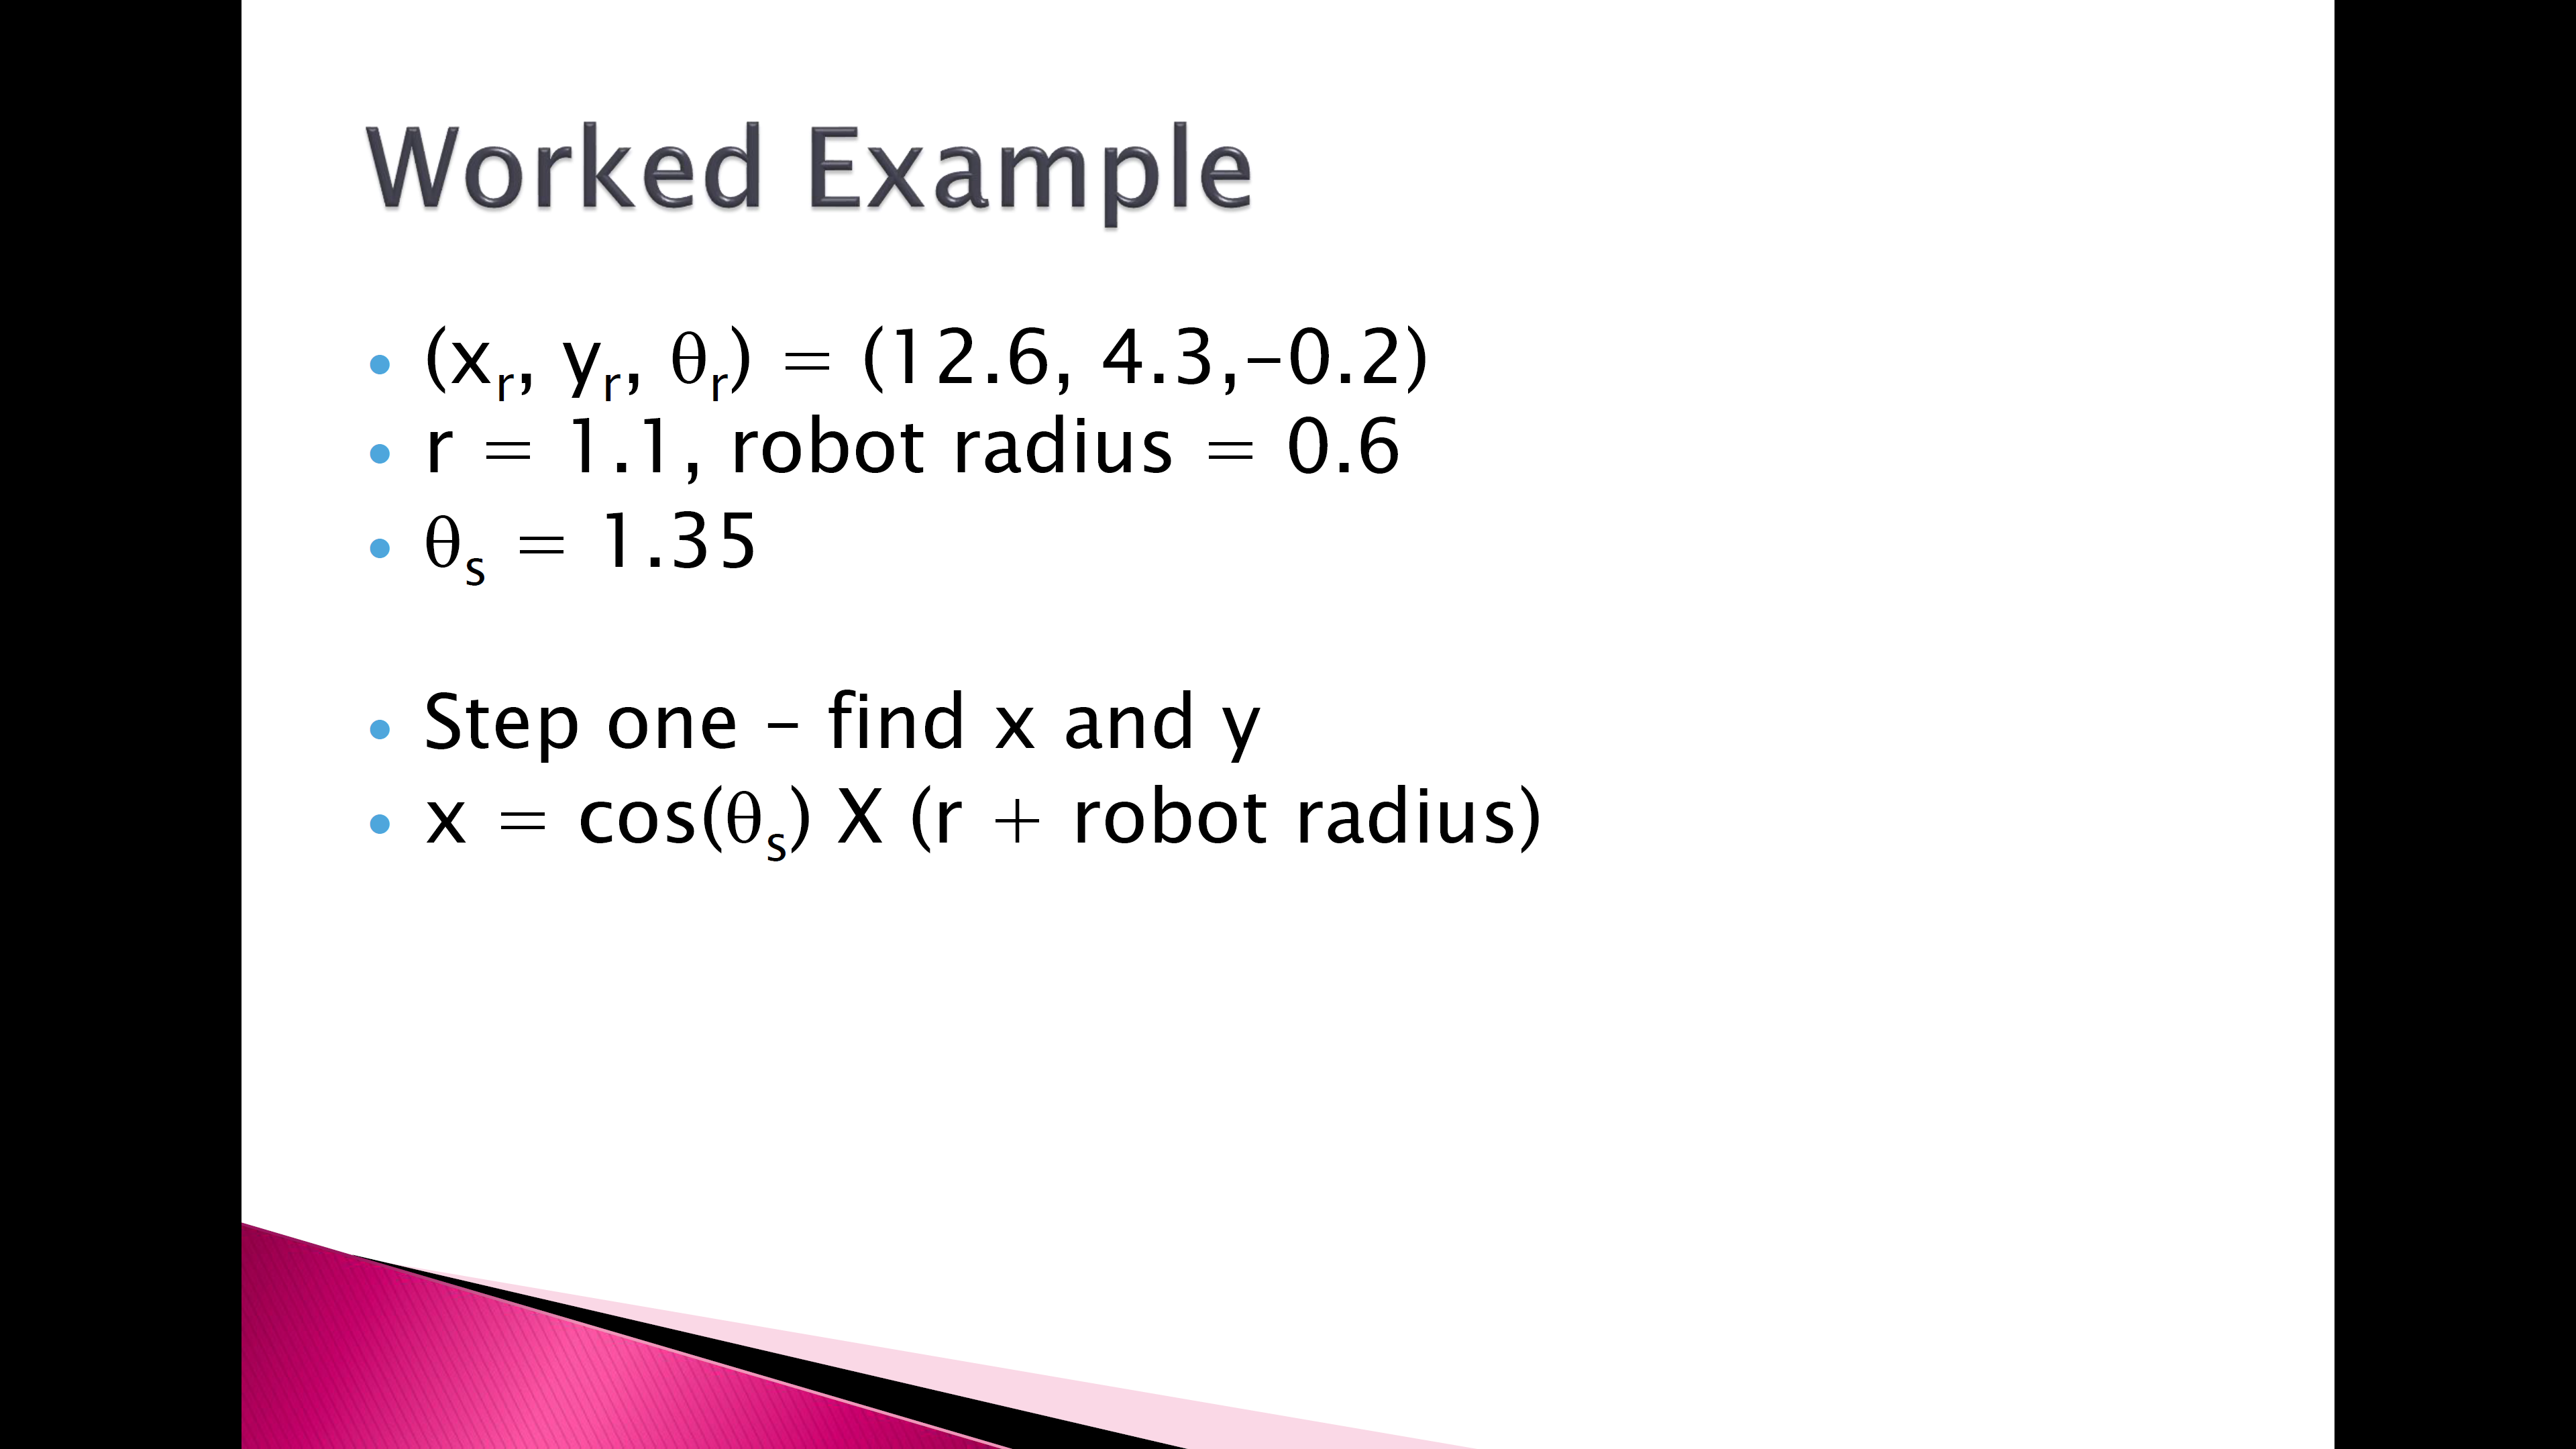 Worked Example
• (xᵣ, yᵣ, θᵣ) = (12.6, 4.3,–0.2)
• r = 1.1, robot radius = 0.6
• θₛ = 1.35
• Step one – find x and y
• x = cos(θₛ) X (r + robot radius)